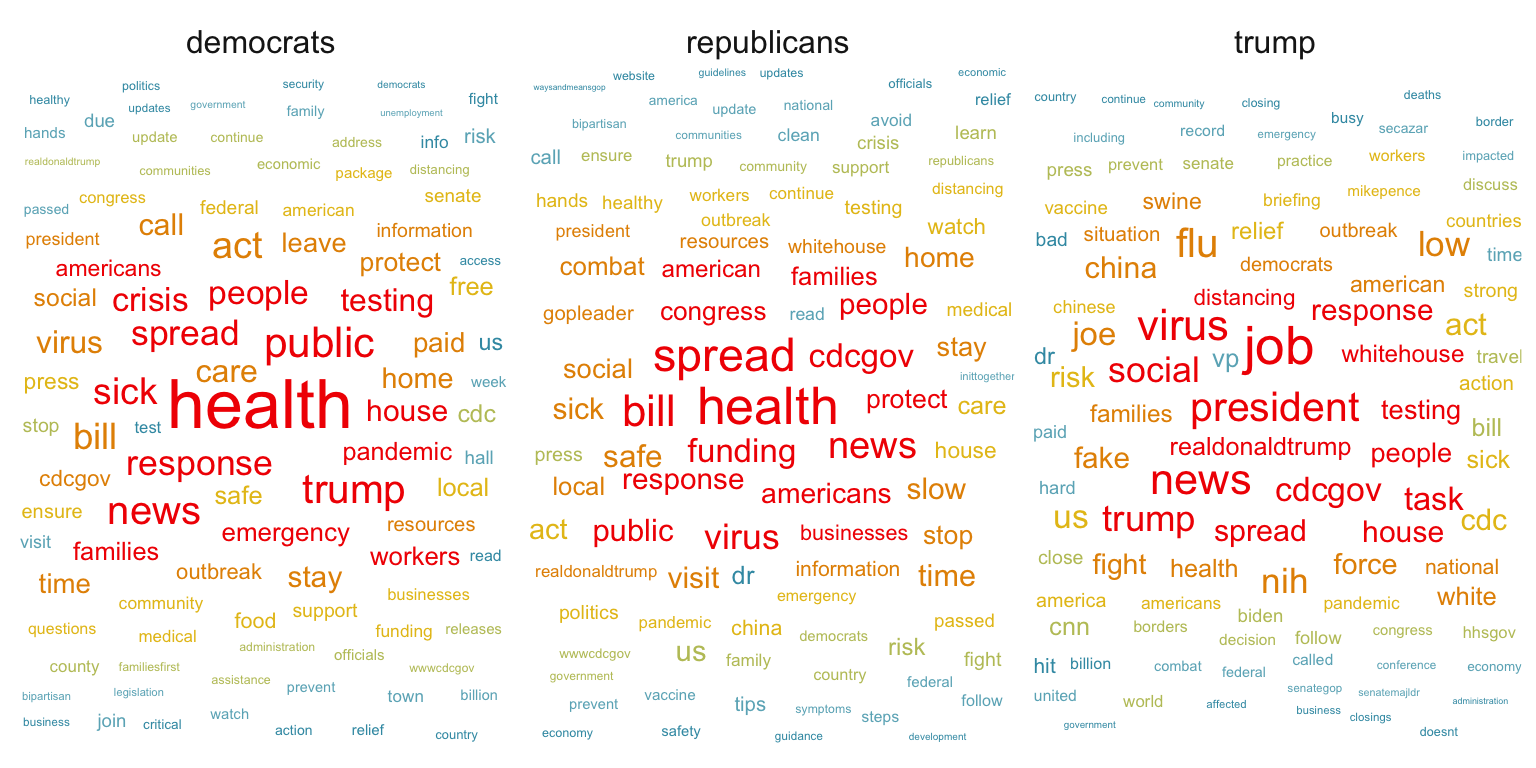 democrats
politics
security
democrats
healthy
updates
government
family
unemployment
fight
hands
due
update
continue
address
info
risk
realdonaldtrump
communities
economic
package
distancing
passed
congress
federal
american
senate
president
call
act
leave
information
americans
protect
access
social
crisis
people
testing
free
virus
spread
public
paid
us
press
sick
care
home
week
health
house
cdc
stop
bill
test
response
pandemic
hall
cdcgov
safe
trump
local
ensure
news
emergency
resources
visit
families
workers
read
time
outbreak
stay
community
food
support
businesses
questions
medical
administration
officials
funding
releases
county
familiesfirst
assistance
wwwcdcgov
bipartisan
legislation
prevent
town
billion
business
join
critical
watch
action
relief
country
republicans
website
guidelines
updates
officials
economic
waysandmeansgop
america
update
national
relief
bipartisan
communities
clean
avoid
call
ensure
trump
community
crisis
support
learn
republicans
hands
healthy
workers
continue
testing
distancing
president
outbreak
resources
whitehouse
watch
combat
american
families
home
gopleader
congress
read
people
medical
social
spread
cdcgov
stay
inittogether
sick
bill
health
protect
care
press
safe
funding
news
house
local
response
americans
slow
act
public
virus
businesses
stop
realdonaldtrump
visit
dr
information
time
emergency
politics
pandemic
china
democrats
passed
wwwcdcgov
us
family
risk
fight
government
country
federal
prevent
vaccine
tips
symptoms
steps
follow
economy
safety
guidance
development
trump
country
continue
community
closing
deaths
including
record
emergency
busy
secazar
border
press
prevent
senate
practice
workers
impacted
vaccine
swine
briefing
mikepence
discuss
bad
situation
flu
relief
outbreak
low
countries
time
china
democrats
american
strong
chinese
distancing
response
joe
virus
job
act
dr
risk
social
vp
whitehouse
travel
action
families
president
testing
bill
paid
fake
realdonaldtrump
people
sick
hard
news
cdcgov
task
us
trump
spread
house
cdc
close
fight
health
nih
force
national
america
americans
biden
pandemic
white
cnn
borders
decision
follow
congress
hhsgov
hit
billion
combat
federal
called
conference
economy
united
world
affected
senategop
senatemajldr
administration
government
business
closings
doesnt